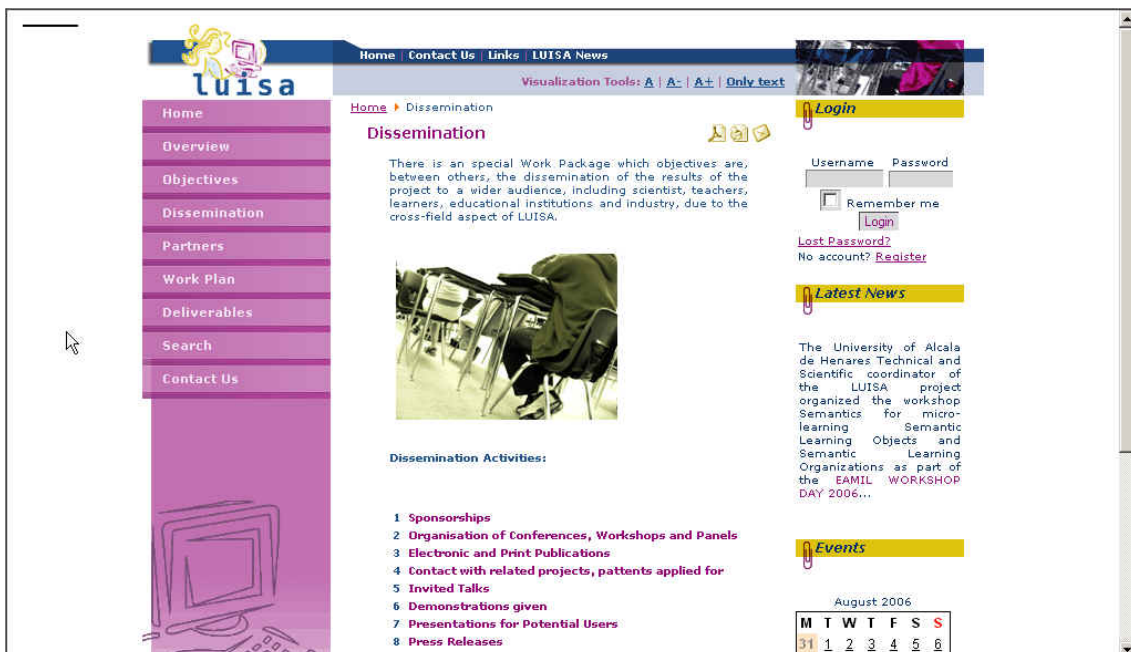 luisa
Home | Contact Us | Links | LUISA News
Visualization Tools: A | A- | A+ | Only text
Home
Overview
Objectives
Dissemination
Partners
Work Plan
Deliverables
Search
Contact Us
Home Dissemination
Dissemination
There is an special Work Package which objectives are,
between others, the dissemination of the results of the
project to a wider audience, including scientist, teachers,
learners, educational institutions and industry, due to the
cross-field aspect of LUISA.
Dissemination Activities:
1 Sponsorships
2 Organisation of Conferences, Workshops and Panels
3 Electronic and Print Publications
4 Contact with related projects, pattents applied for
5 Invited Talks
6 Demonstrations given
7 Presentations for Potential Users
8 Press Releases
Login
Username Password
Remember me
Login
Lost Password?
No account? Register
Latest News
The University of Alcala
de Henares Technical and
Scientific coordinator of
the LUISA project
organized the workshop
Semantics for micro-
learning Semantic
Learning Objects and
Semantic Learning
Organizations as part of
the EAMIL WORKSHOP
DAY 2006...
Events
August 2006
M T W T F S S
31 1 2 3 4 5 6